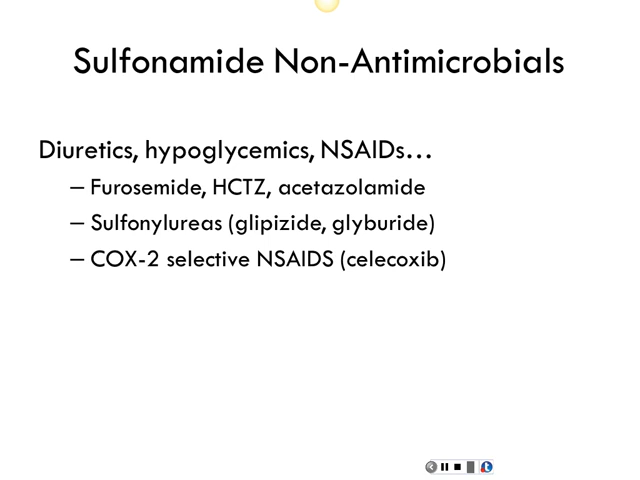 Sulfonamide Non-Antimicrobials
Diuretics, hypoglycemics, NSAIDs…
– Furosemide, HCTZ, acetazolamide
– Sulfonylureas (glipizide, glyburide)
– COX-2 selective NSAIDS (celecoxib)
t